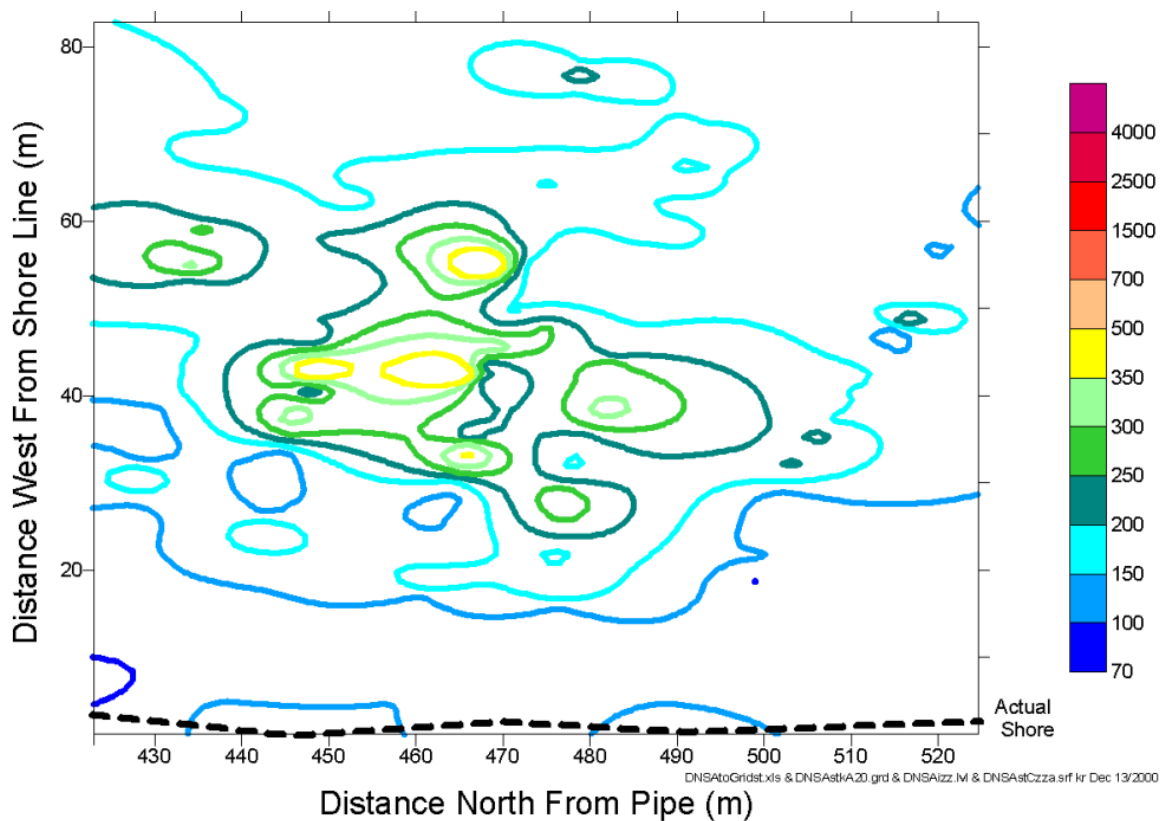 Distance West From Shore Line (m)
80
60
40
20
430 440 450 460 470 480 490 500 510 520
Distance North From Pipe (m)
4000
2500
1500
700
500
350
300
250
200
150
100
70
Actual
Shore
DNSAtoGridst.xls & DNSAstkA20.grd & DNSAizz.lvl & DNSAstCzza.srf kr Dec 13/2000